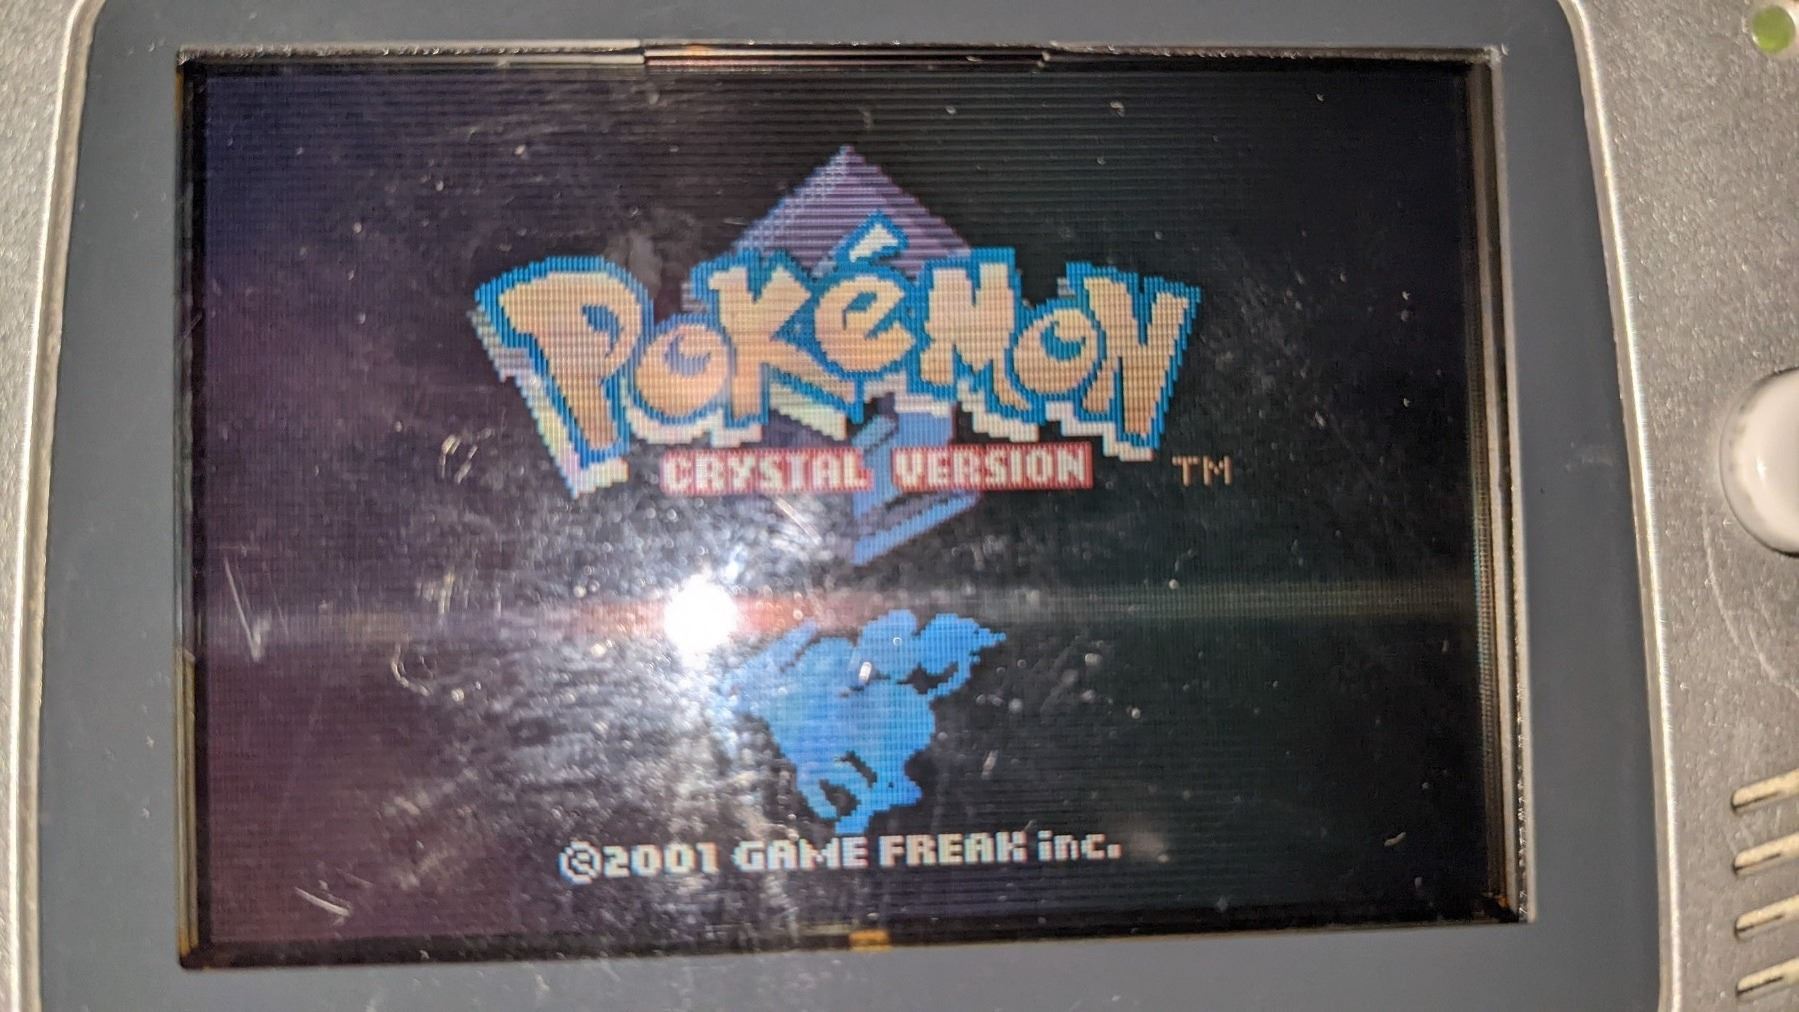 POKéMON
CRYSTAL VERSION TM
©2001 GAME FREAK inc.